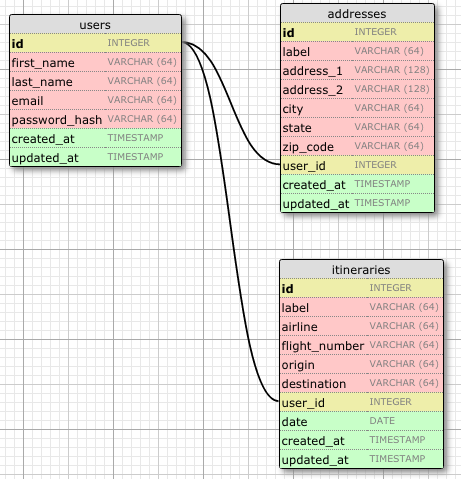 users
id INTEGER
first_name VARCHAR (64)
last_name VARCHAR (64)
email VARCHAR (64)
password_hash VARCHAR (64)
created_at TIMESTAMP
updated_at TIMESTAMP
addresses
id INTEGER
label VARCHAR (64)
address_1 VARCHAR (128)
address_2 VARCHAR (128)
city VARCHAR (64)
state VARCHAR (64)
zip_code VARCHAR (64)
user_id INTEGER
created_at TIMESTAMP
updated_at TIMESTAMP
itineraries
id INTEGER
label VARCHAR (64)
airline VARCHAR (64)
flight_number VARCHAR (64)
origin VARCHAR (64)
destination VARCHAR (64)
user_id INTEGER
date DATE
created_at TIMESTAMP
updated_at TIMESTAMP